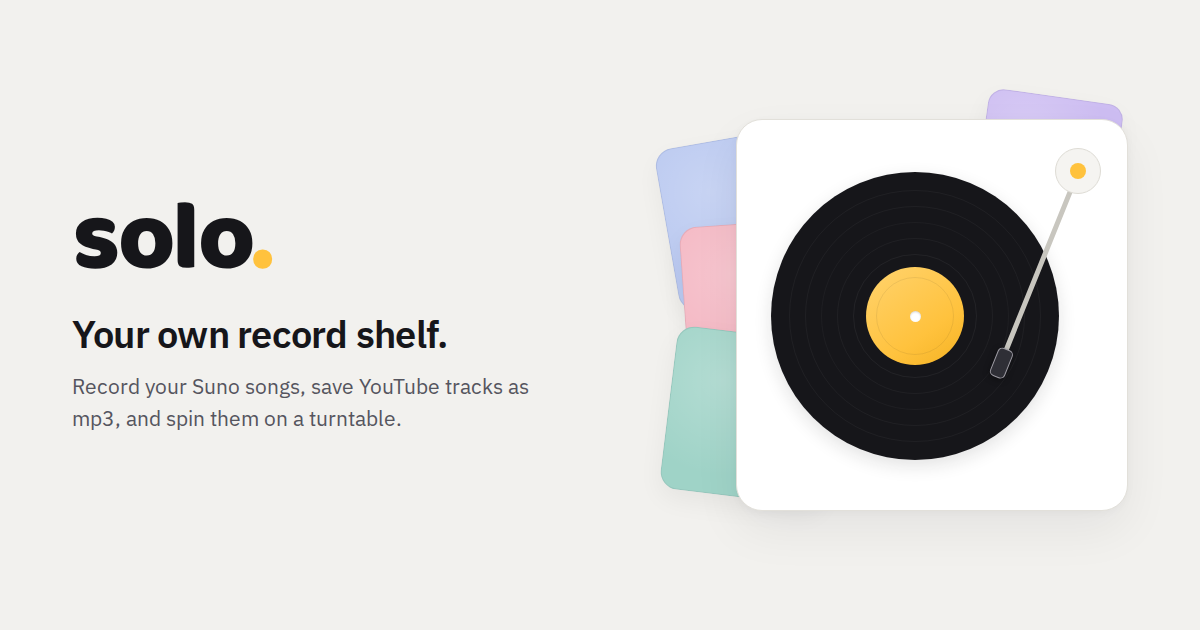 solo.
Your own record shelf.
Record your Suno songs, save YouTube tracks as
mp3, and spin them on a turntable.